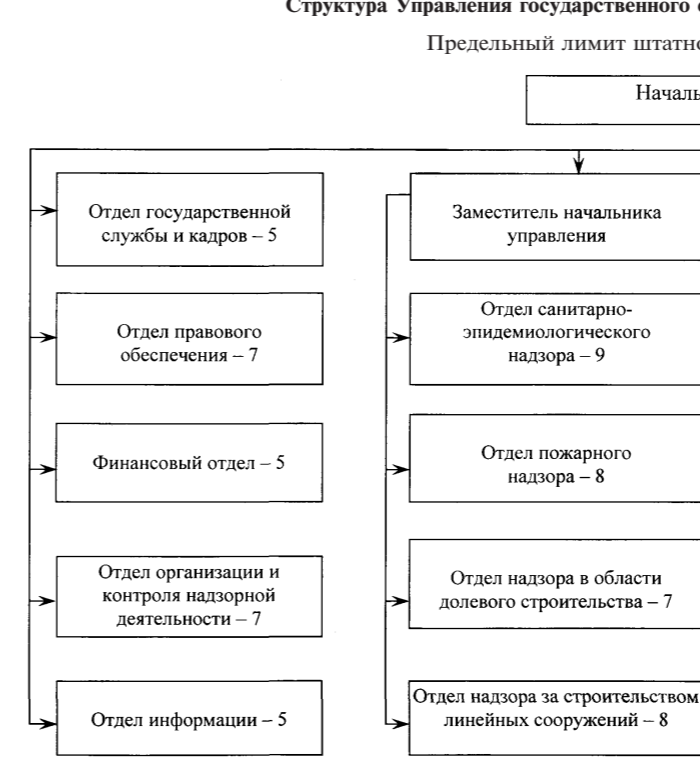 Структура Управления государственного
Предельный лимит
Отдел государственной
службы и кадров – 5
Заместитель начальника
управления
Отдел правового
обеспечения – 7
Отдел санитарно-
эпидемиологического
надзора – 9
Финансовый отдел – 5
Отдел пожарного
надзора – 8
Отдел организации и
контроля надзорной
деятельности – 7
Отдел надзора в области
долевого строительства – 7
Отдел информации – 5
Отдел надзора за строительством
линейных сооружений – 8